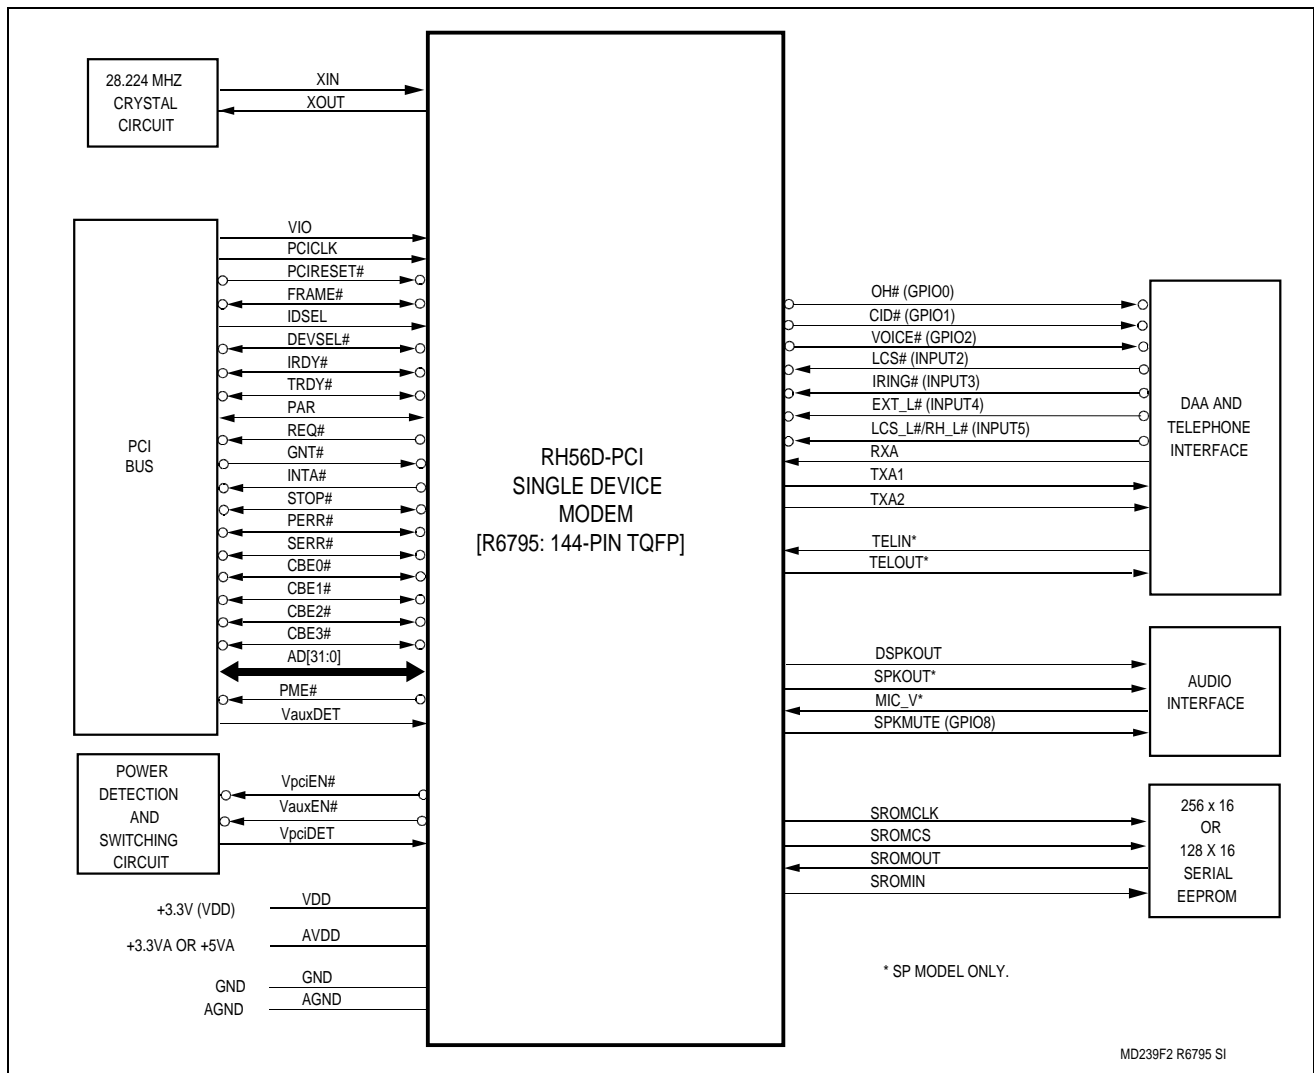 28.224 MHZ
CRYSTAL
CIRCUIT
XIN
XOUT
PCI
BUS
VIO
PCICLK
PCIRESET#
FRAME#
IDSEL
DEVSEL#
IRDY#
TRDY#
PAR
REQ#
GNT#
INTA#
STOP#
PERR#
SERR#
CBE0#
CBE1#
CBE2#
CBE3#
AD[31:0]
PME#
VauxDET
POWER
DETECTION
AND
SWITCHING
CIRCUIT
VpciEN#
VauxEN#
VpciDET
+3.3V (VDD)
VDD
+3.3VA OR +5VA
AVDD
GND
GND
AGND
AGND
RH56D-PCI
SINGLE DEVICE
MODEM
[R6795: 144-PIN TQFP]
OH# (GPIO0)
CID# (GPIO1)
VOICE# (GPIO2)
LCS# (INPUT2)
IRING# (INPUT3)
EXT_L# (INPUT4)
LCS_L#/RH_L# (INPUT5)
RXA
TXA1
TXA2
TELIN*
TELOUT*
DAA AND
TELEPHONE
INTERFACE
DSPKOUT
SPKOUT*
MIC_V*
SPKMUTE (GPIO8)
AUDIO
INTERFACE
SROMCLK
SROMCS
SROMOUT
SROMIN
256 x 16
OR
128 X 16
SERIAL
EEPROM
* SP MODEL ONLY.
MD239F2 R6795 SI